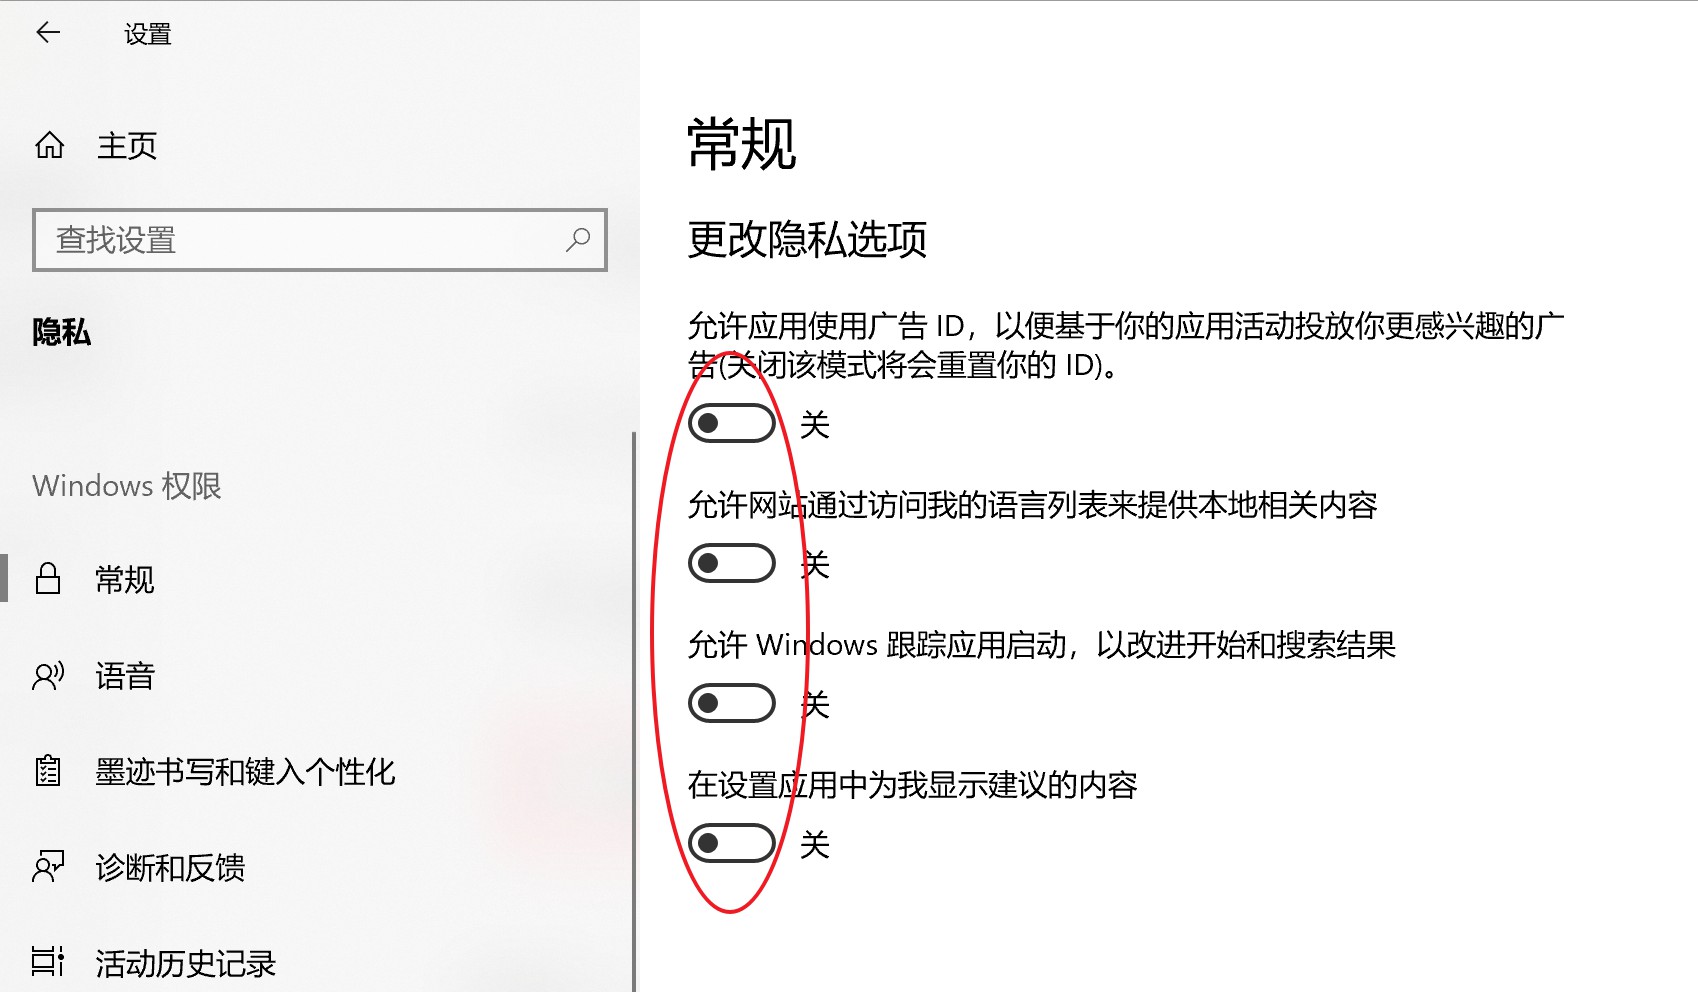 设置
主页
查找设置
隐私
Windows 权限
常规
语音
墨迹书写和键入个性化
诊断和反馈
活动历史记录
常规
更改隐私选项
允许应用使用广告 ID，以便基于你的应用活动投放你更感兴趣的广
告(关闭该模式将会重置你的 ID)。
关
允许网站通过访问我的语言列表来提供本地相关内容
关
允许 Windows 跟踪应用启动，以改进开始和搜索结果
关
在设置应用中为我显示建议的内容
关